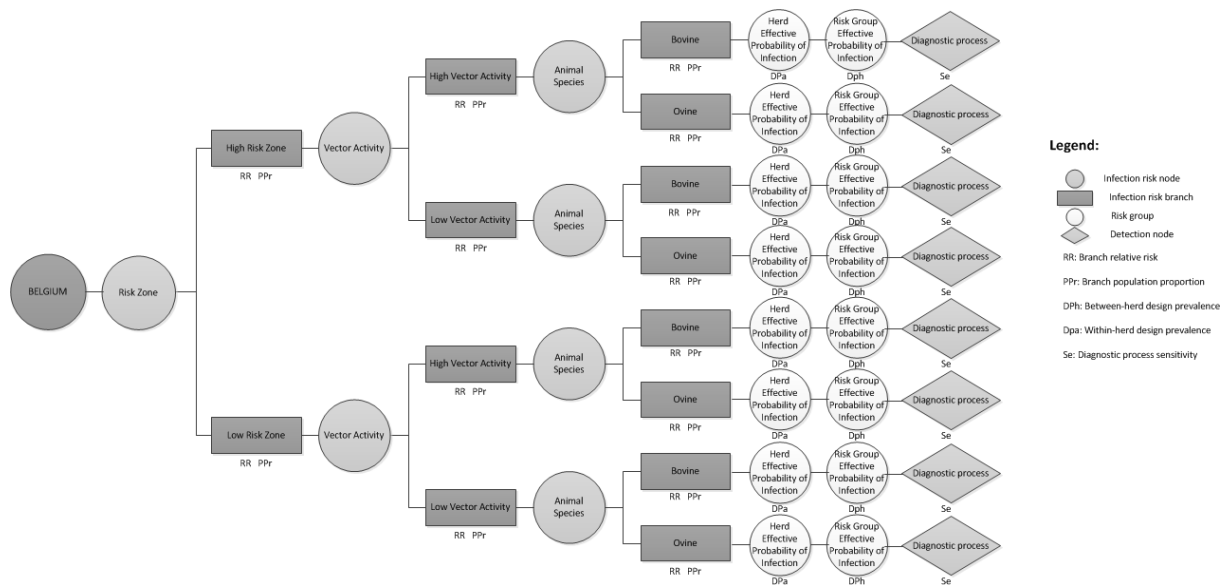 BELGIUM
Risk Zone
High Risk Zone
RR PPr
Vector Activity
High Vector Activity
RR PPr
Animal
Species
Bovine
RR PPr
Herd
Effective
Probability of
Infection
DPa
Risk Group
Effective
Probability of
Infection
Dph
Diagnostic process
Se
Ovine
RR PPr
Herd
Effective
Probability of
Infection
DPa
Risk Group
Effective
Probability of
Infection
Dph
Diagnostic process
Se
Low Vector Activity
RR PPr
Animal
Species
Bovine
RR PPr
Herd
Effective
Probability of
Infection
DPa
Risk Group
Effective
Probability of
Infection
Dph
Diagnostic process
Se
Ovine
RR PPr
Herd
Effective
Probability of
Infection
DPa
Risk Group
Effective
Probability of
Infection
Dph
Diagnostic process
Se
Low Risk Zone
RR PPr
Vector Activity
High Vector Activity
RR PPr
Animal
Species
Bovine
RR PPr
Herd
Effective
Probability of
Infection
DPa
Risk Group
Effective
Probability of
Infection
Dph
Diagnostic process
Se
Ovine
RR PPr
Herd
Effective
Probability of
Infection
DPa
Risk Group
Effective
Probability of
Infection
Dph
Diagnostic process
Se
Low Vector Activity
RR PPr
Animal
Species
Bovine
RR PPr
Herd
Effective
Probability of
Infection
DPa
Risk Group
Effective
Probability of
Infection
Dph
Diagnostic process
Se
Ovine
RR PPr
Herd
Effective
Probability of
Infection
DPa
Risk Group
Effective
Probability of
Infection
DPh
Diagnostic process
Se
Legend:
Infection risk node
Infection risk branch
Risk group
Detection node
RR: Branch relative risk
PPr: Branch population proportion
DPh: Between-herd design prevalence
Dpa: Within-herd design prevalence
Se: Diagnostic process sensitivity